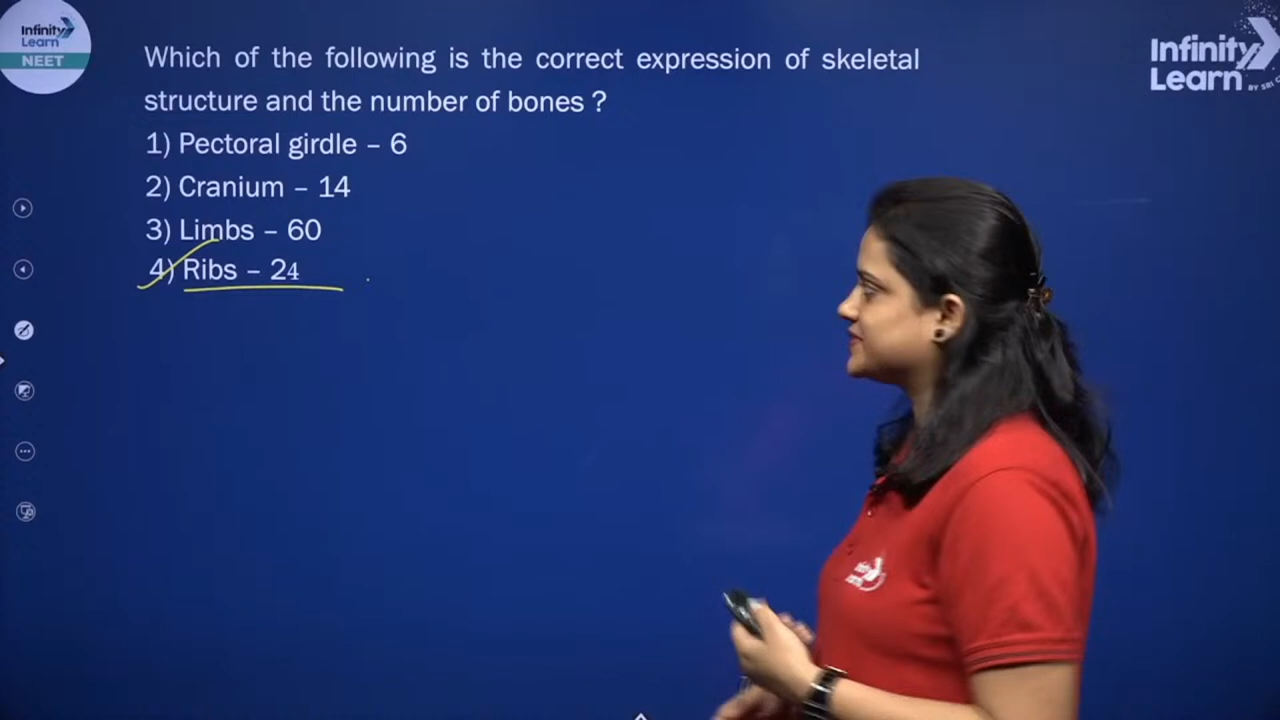 Infinity
Learn
NEET
Infinity
Learn
Which of the following is the correct expression of skeletal
structure and the number of bones ?
1) Pectoral girdle – 6
2) Cranium – 14
3) Limbs – 60
4) Ribs – 24